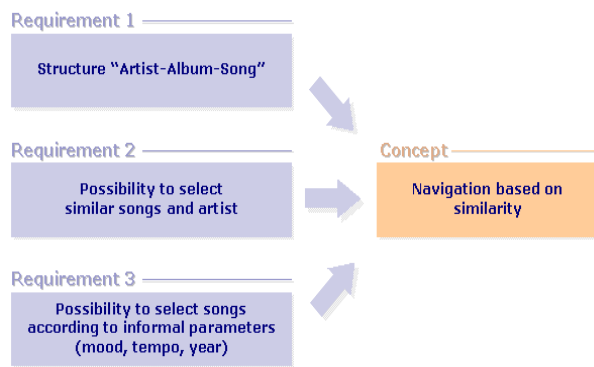 Requirement 1
Structure “Artist-Album-Song”
Requirement 2
Possibility to select
similar songs and artist
Concept
Navigation based on
similarity
Requirement 3
Possibility to select songs
according to informal parameters
(mood, tempo, year)